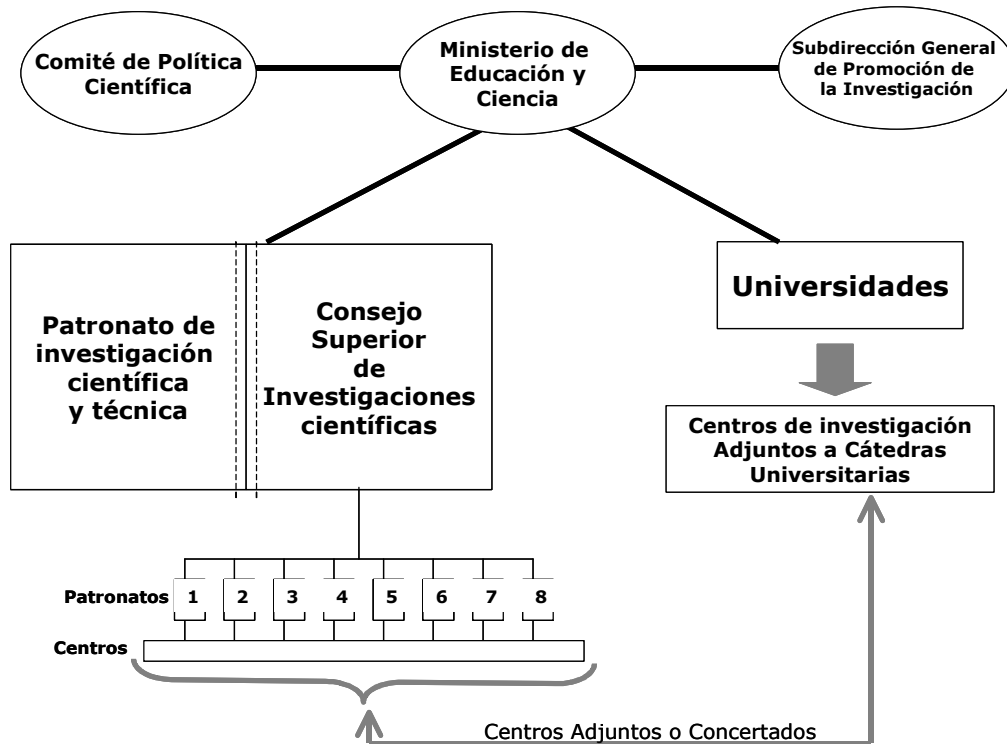 Comité de Política
Científica
Ministerio de
Educación y
Ciencia
Subdirección General
de Promoción de
la Investigación
Patronato de
investigación
científica
y técnica
Consejo
Superior
de
Investigaciones
científicas
Universidades
Centros de investigación
Adjuntos a Cátedras
Universitarias
Patronatos 1 2 3 4 5 6 7 8
Centros
Centros Adjuntos o Concertados